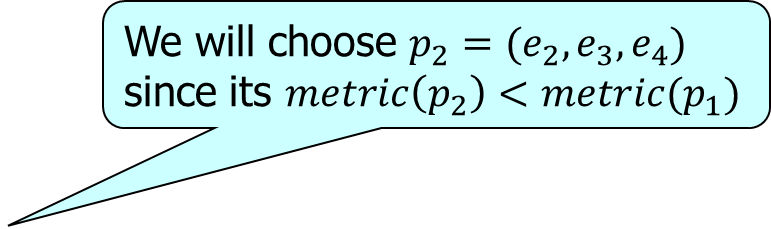 We will choose p₂ = (e₂, e₃, e₄)
since its metric(p₂) < metric(p₁)